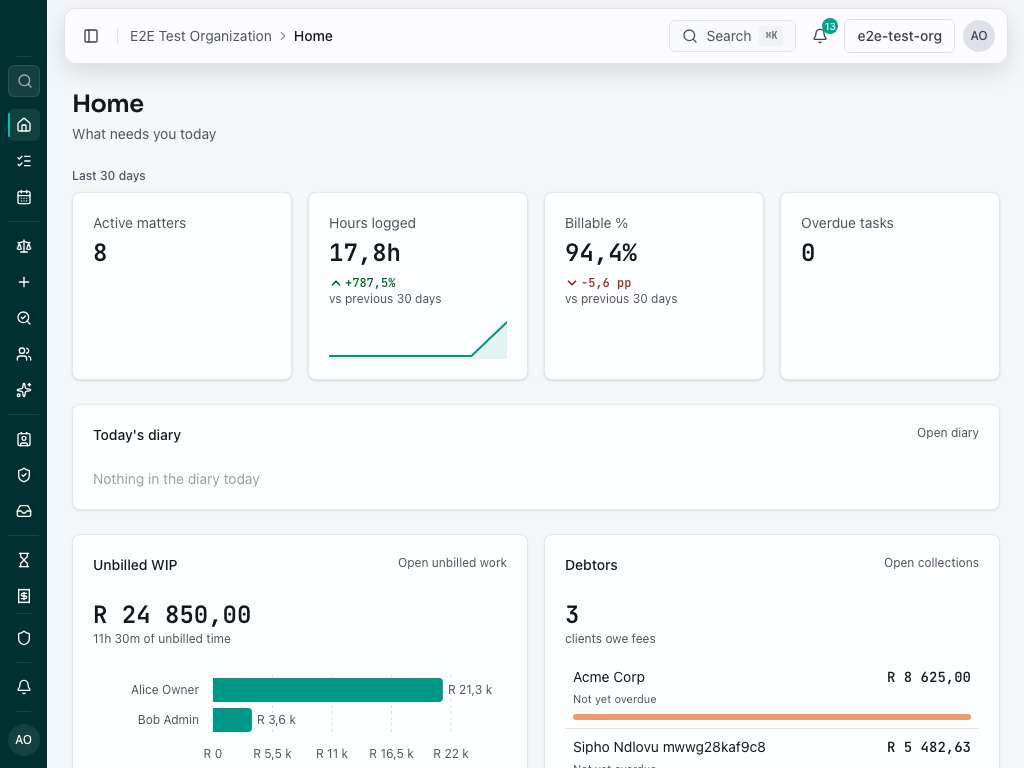 E2E Test Organization > Home
Search ⌘K
13
e2e-test-org
AO
Home
What needs you today
Last 30 days
Active matters
8
Hours logged
17,8h
+787,5%
vs previous 30 days
Billable %
94,4%
-5,6 pp
vs previous 30 days
Overdue tasks
0
Today's diary
Open diary
Nothing in the diary today
Unbilled WIP
Open unbilled work
R 24 850,00
11h 30m of unbilled time
Alice Owner
R 21,3 k
Bob Admin
R 3,6 k
R 0 R 5,5 k R 11 k R 16,5 k R 22 k
Debtors
Open collections
3
clients owe fees
Acme Corp
R 8 625,00
Not yet overdue
Sipho Ndlovu mwwg28kaf9c8
R 5 482,63
Not yet overdue
AO